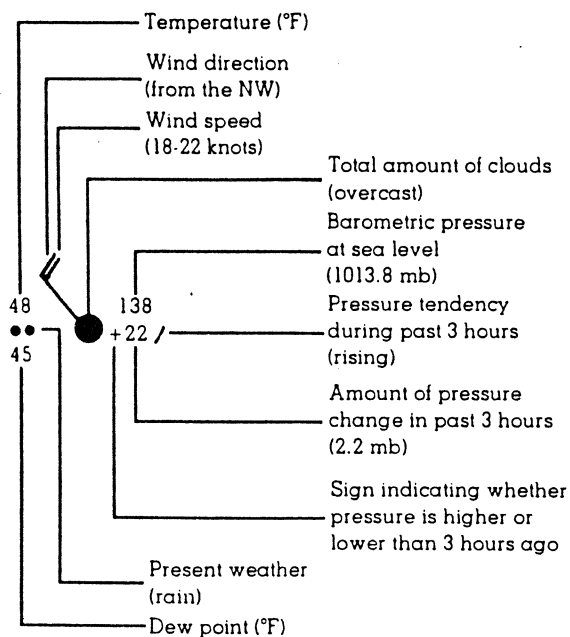 Temperature (°F)
Wind direction
(from the NW)
Wind speed
(18-22 knots)
Total amount of clouds
(overcast)
Barometric pressure
at sea level
(1013.8 mb)
48
138
Pressure tendency
+22
during past 3 hours
(rising)
45
Amount of pressure
change in past 3 hours
(2.2 mb)
Sign indicating whether
pressure is higher or
lower than 3 hours ago
Present weather
(rain)
Dew point (°F)